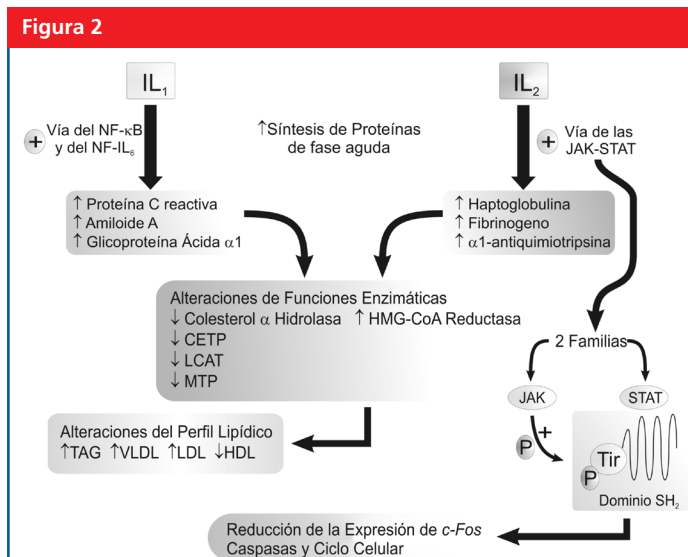 Figura 2
IL1
IL2
+
Vía del NF-κB
y del NF-IL6
↑Síntesis de Proteínas
de fase aguda
+
Vía de las
JAK-STAT
↑ Proteína C reactiva
↑ Amiloide A
↑ Glicoproteína Ácida α1
↑ Haptoglobulina
↑ Fibrinogeno
↑ α1-antiquimiotripsina
Alteraciones de Funciones Enzimáticas
↓ Colesterol α Hidrolasa ↑ HMG-CoA Reductasa
↓ CETP
↓ LCAT
↓ MTP
2 Familias
JAK
STAT
Alteraciones del Perfil Lipídico
↑TAG ↑VLDL ↑LDL ↓HDL
+
P
Tir
P
Dominio SH2
Reducción de la Expresión de c-Fos
Caspasas y Ciclo Celular